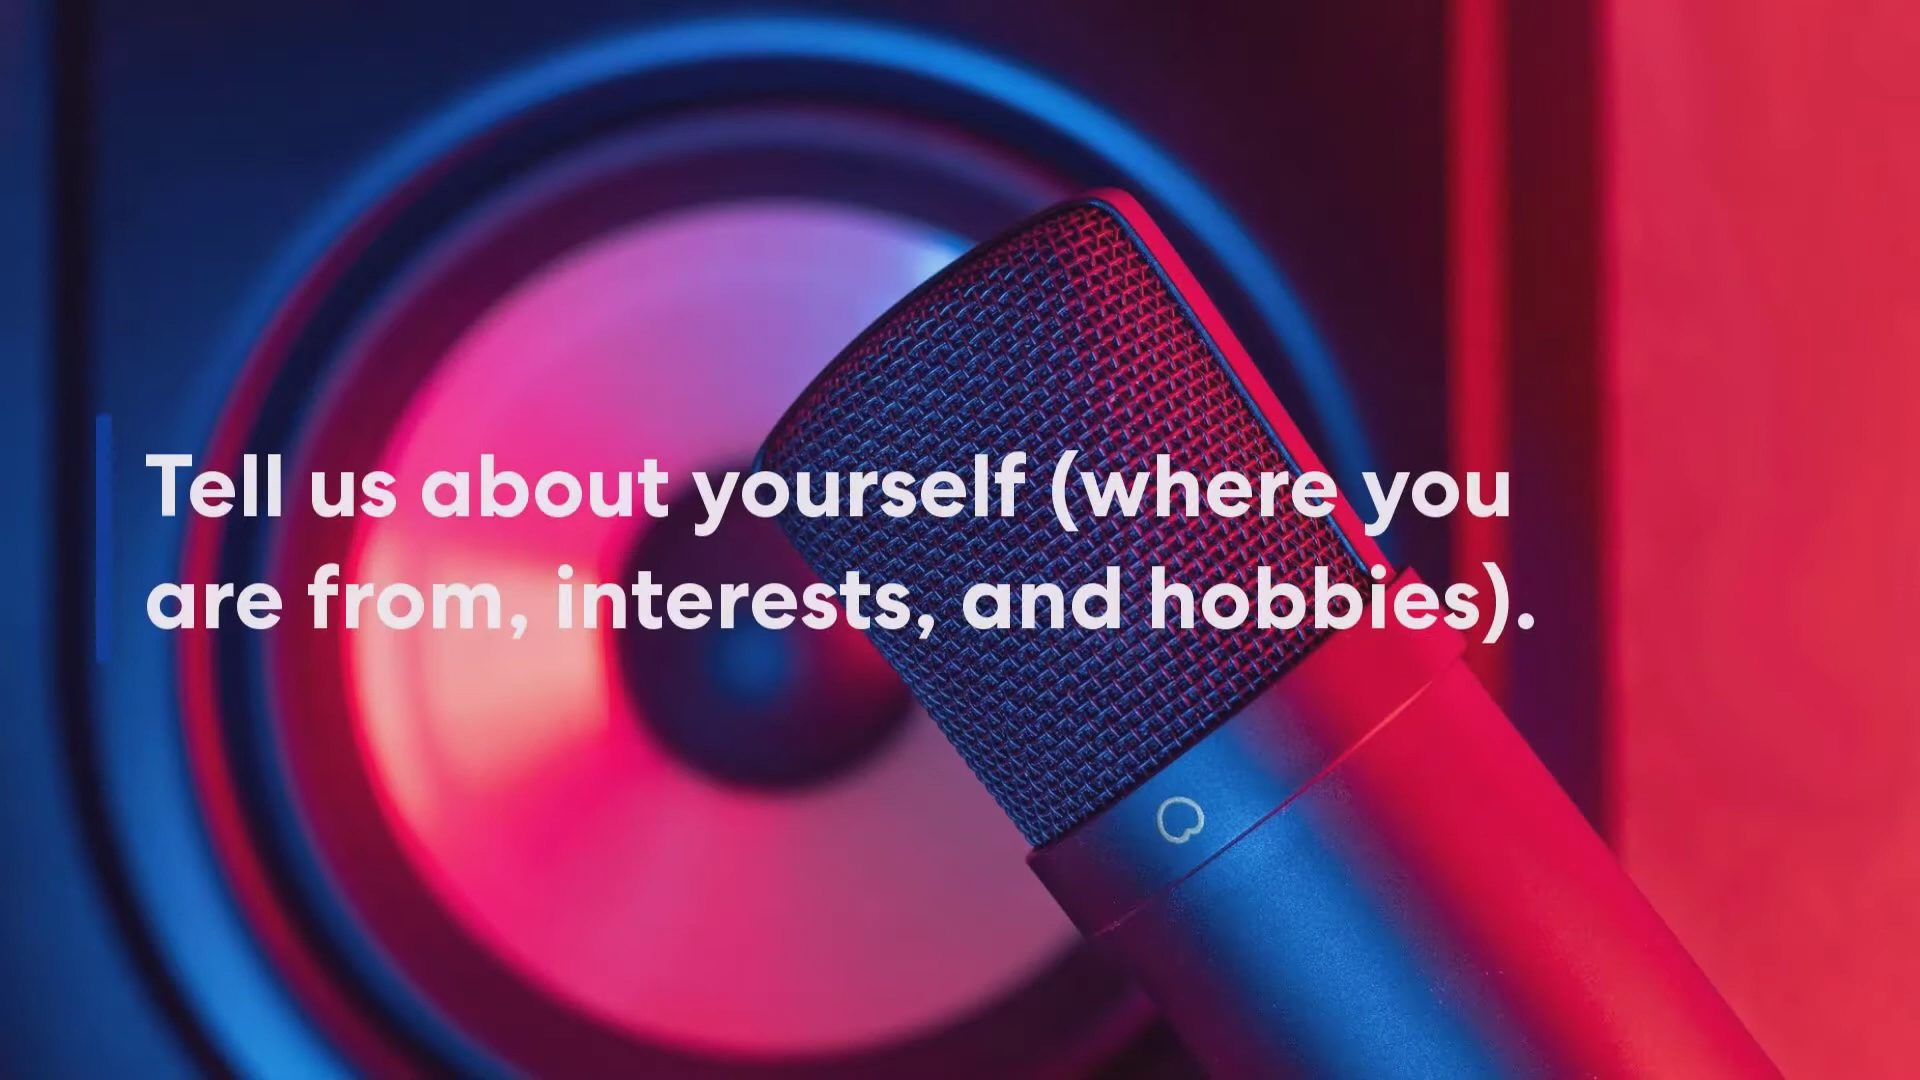 Tell us about yourself (where you
are from, interests, and hobbies).